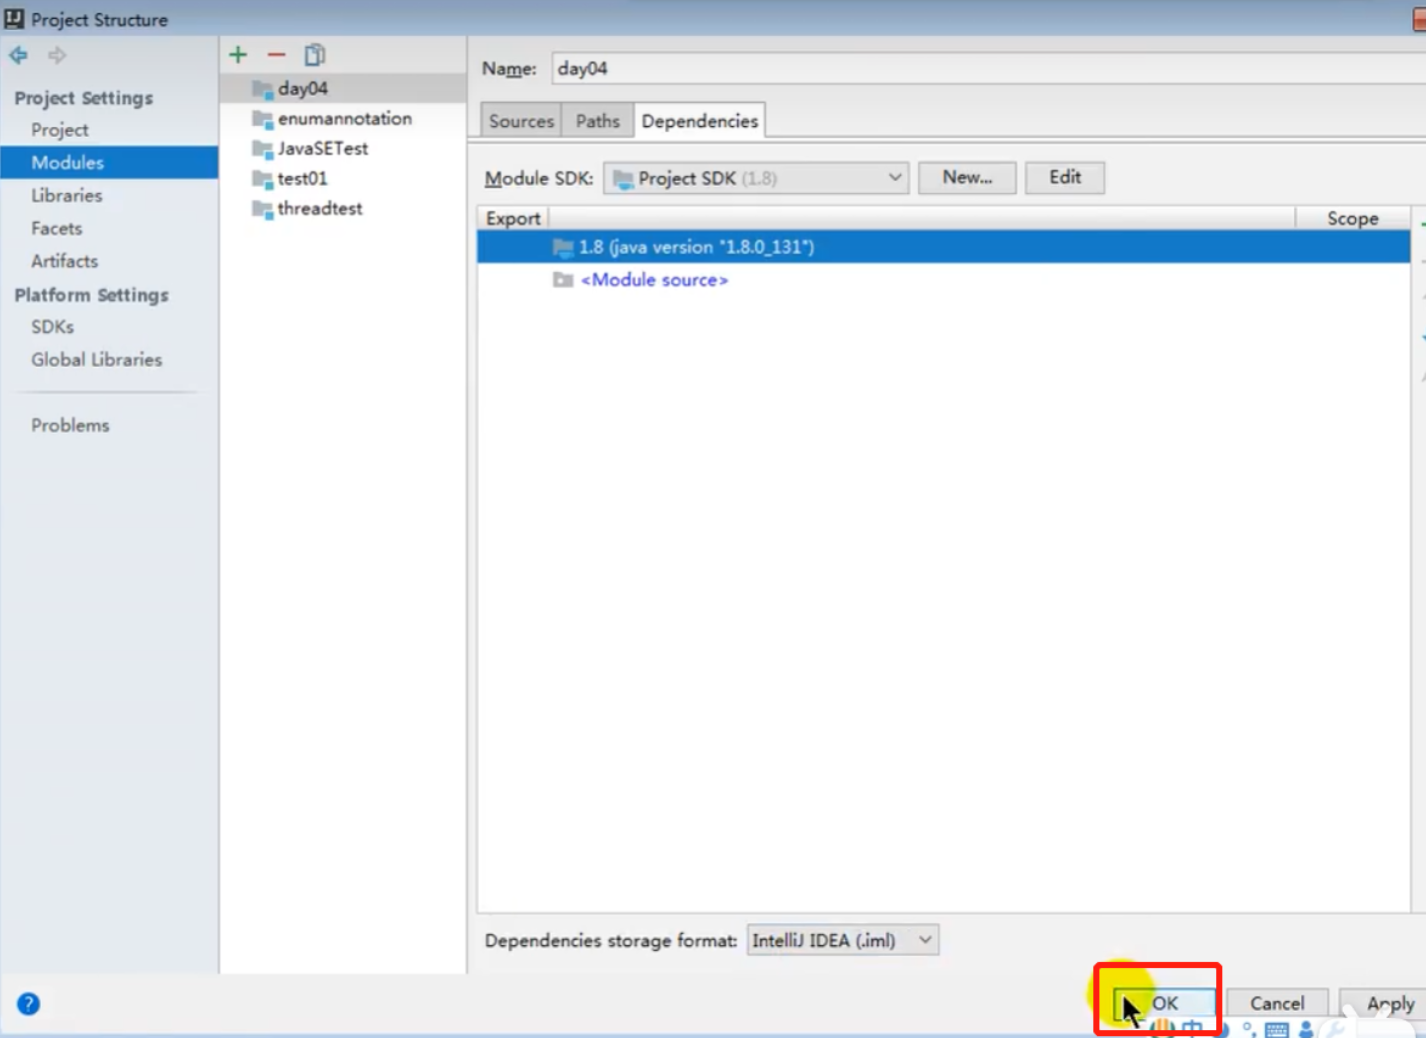 Project Structure
Project Settings
Project
Modules
Libraries
Facets
Artifacts
Platform Settings
SDKs
Global Libraries
Problems
day04
enumannotation
JavaSETest
test01
threadtest
Name: day04
Sources Paths Dependencies
Module SDK: Project SDK (1.8) New... Edit
Export Scope
1.8 (java version "1.8.0_131")
<Module source>
Dependencies storage format: IntelliJ IDEA (.iml)
? OK Cancel Apply
中